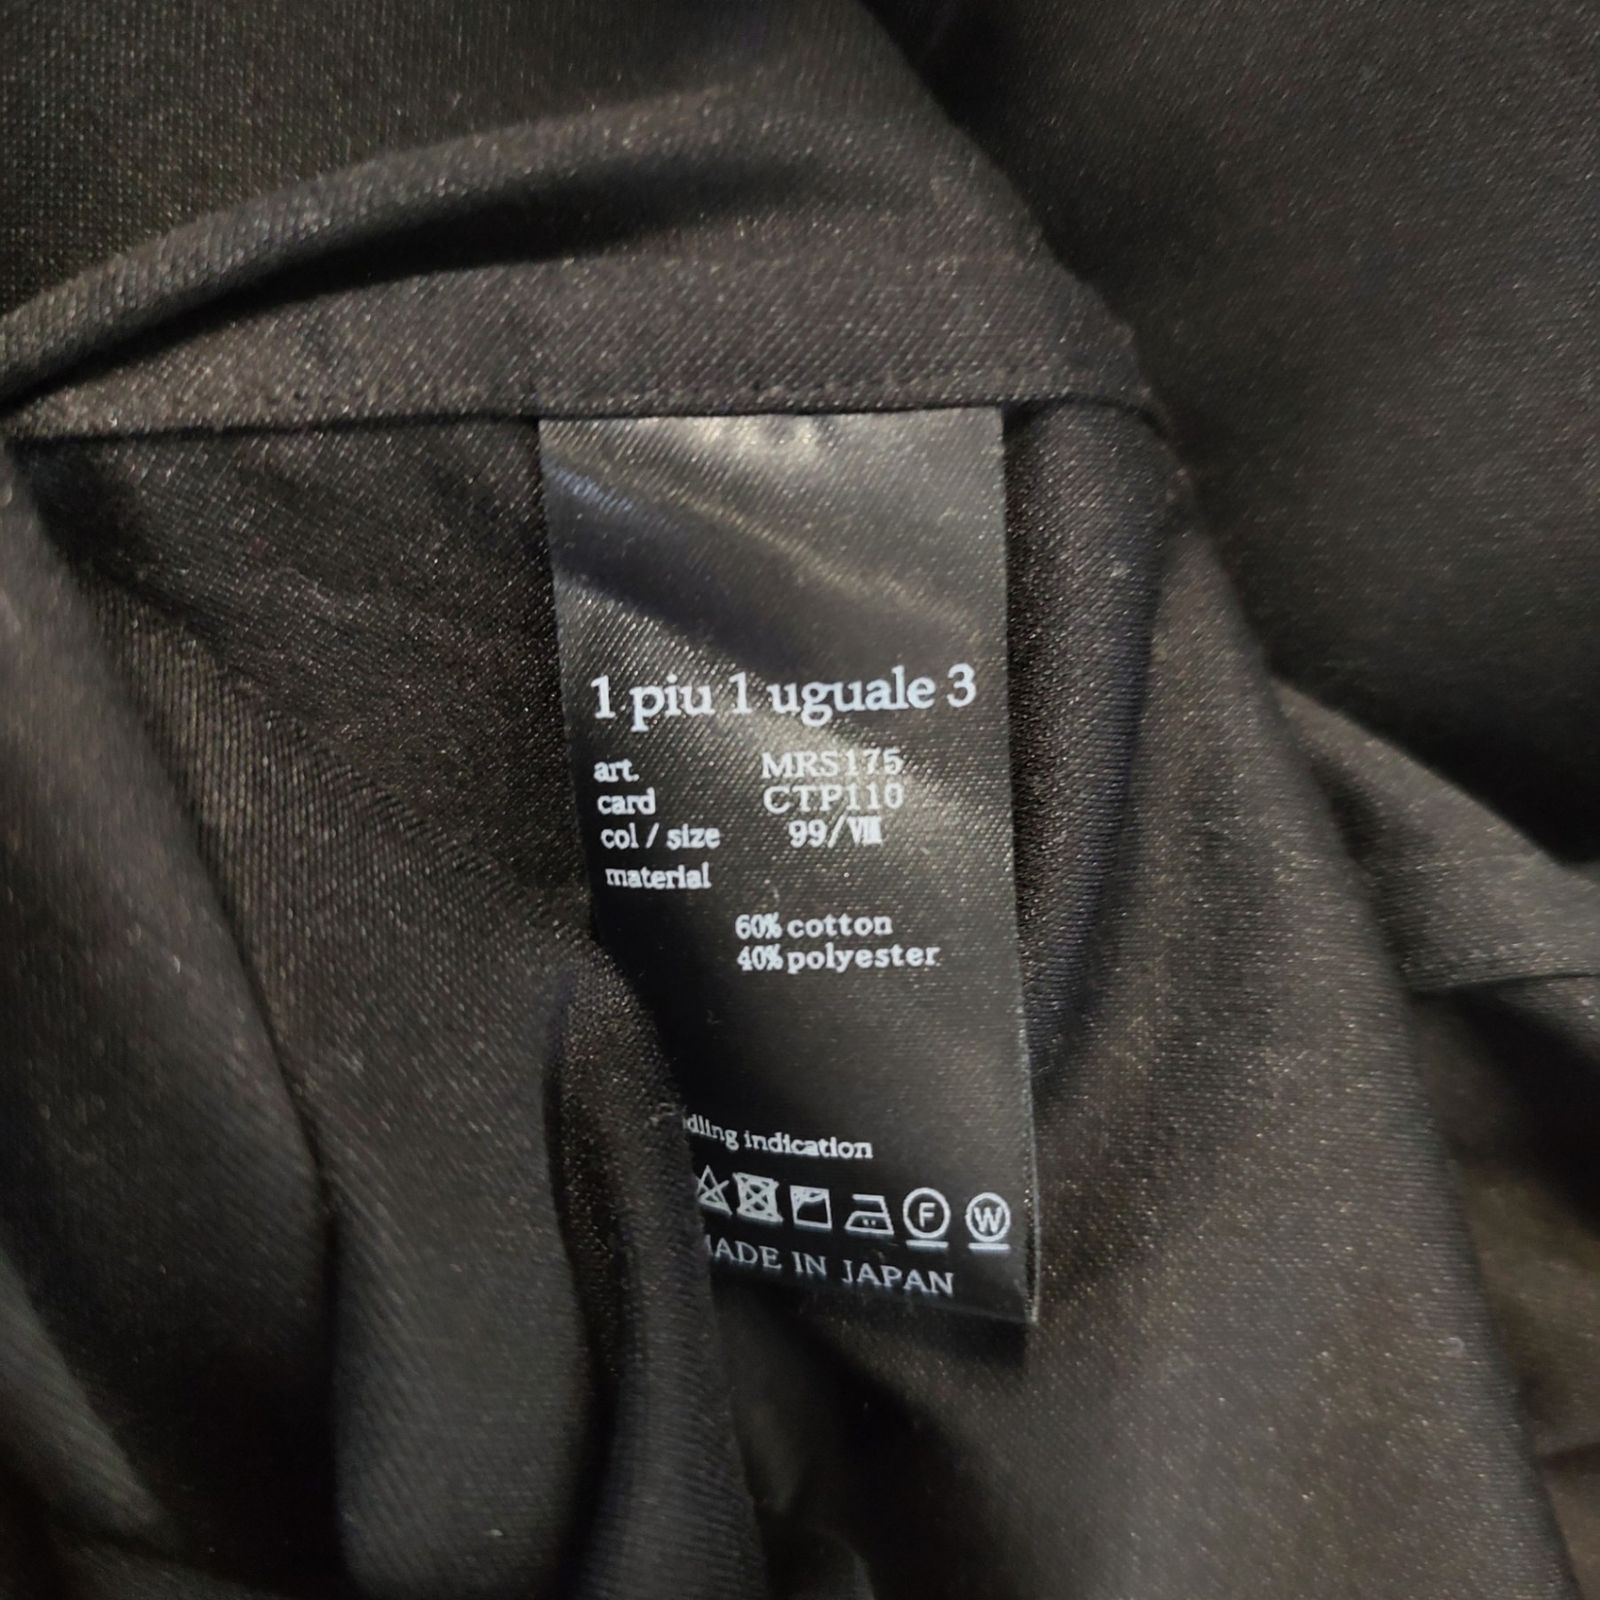 1 piu 1 uguale 3
art. MRS175
card CTP110
col / size 99/Ⅷ
material
60% cotton
40% polyester
dling indication
F W
MADE IN JAPAN